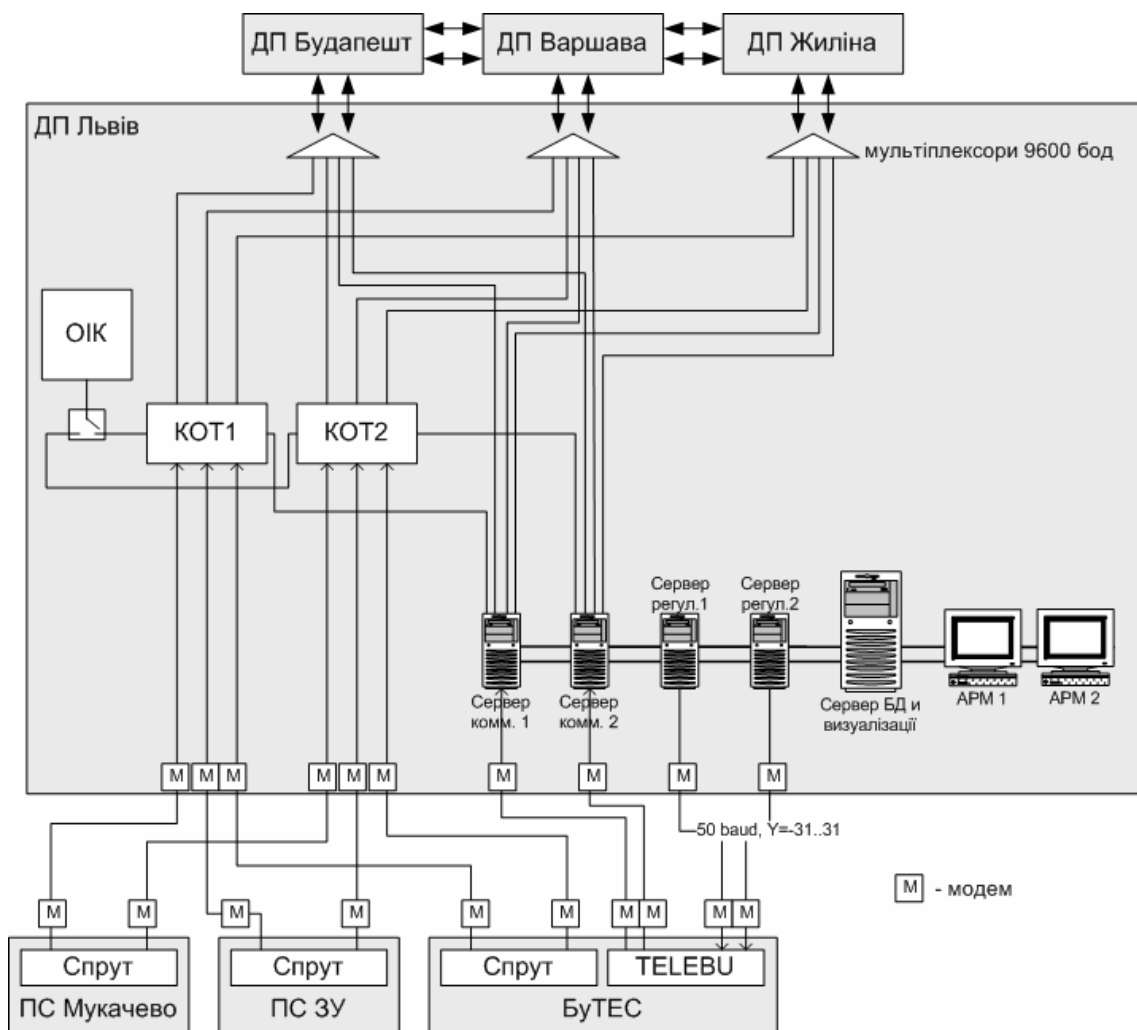 ДП Будапешт
ДП Варшава
ДП Жиліна
ДП Львів
мультіплексори 9600 бод
ОІК
КОТ1
КОТ2
Сервер
регул.1
Сервер
регул.2
Сервер
комм. 1
Сервер
комм. 2
Сервер БД и
визуалізації
АРМ 1
АРМ 2
М
М
М
М
М
М
М
М
М
М
50 baud, Y=-31..31
М - модем
М
М
М
М
М
М
М
М
М
М
Спрут
Спрут
Спрут
TELEBU
ПС Мукачево
ПС ЗУ
БуТЕС